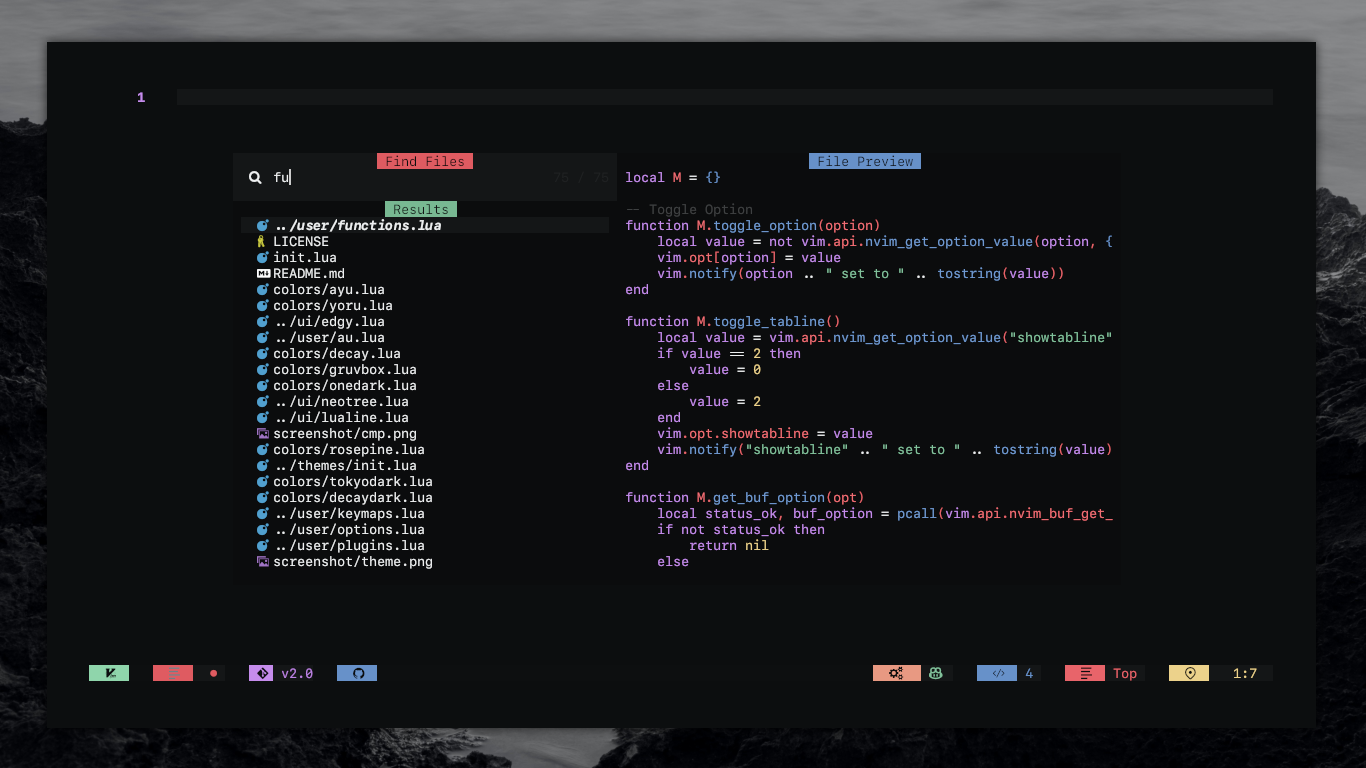 1
Find Files
fu
75 / 75
Results
../user/functions.lua
LICENSE
init.lua
README.md
colors/ayu.lua
colors/yoru.lua
../ui/edgy.lua
../user/au.lua
colors/decay.lua
colors/gruvbox.lua
colors/onedark.lua
../ui/neotree.lua
../ui/lualine.lua
screenshot/cmp.png
colors/rosepine.lua
../themes/init.lua
colors/tokyodark.lua
colors/decaydark.lua
../user/keymaps.lua
../user/options.lua
../user/plugins.lua
screenshot/theme.png
File Preview
local M = {}
-- Toggle Option
function M.toggle_option(option)
    local value = not vim.api.nvim_get_option_value(option, {
    vim.opt[option] = value
    vim.notify(option .. " set to " .. tostring(value))
end
function M.toggle_tabline()
    local value = vim.api.nvim_get_option_value("showtabline"
    if value == 2 then
        value = 0
    else
        value = 2
    end
    vim.opt.showtabline = value
    vim.notify("showtabline" .. " set to " .. tostring(value)
end
function M.get_buf_option(opt)
    local status_ok, buf_option = pcall(vim.api.nvim_buf_get_
    if not status_ok then
        return nil
    else
v2.0
4
Top
1:7